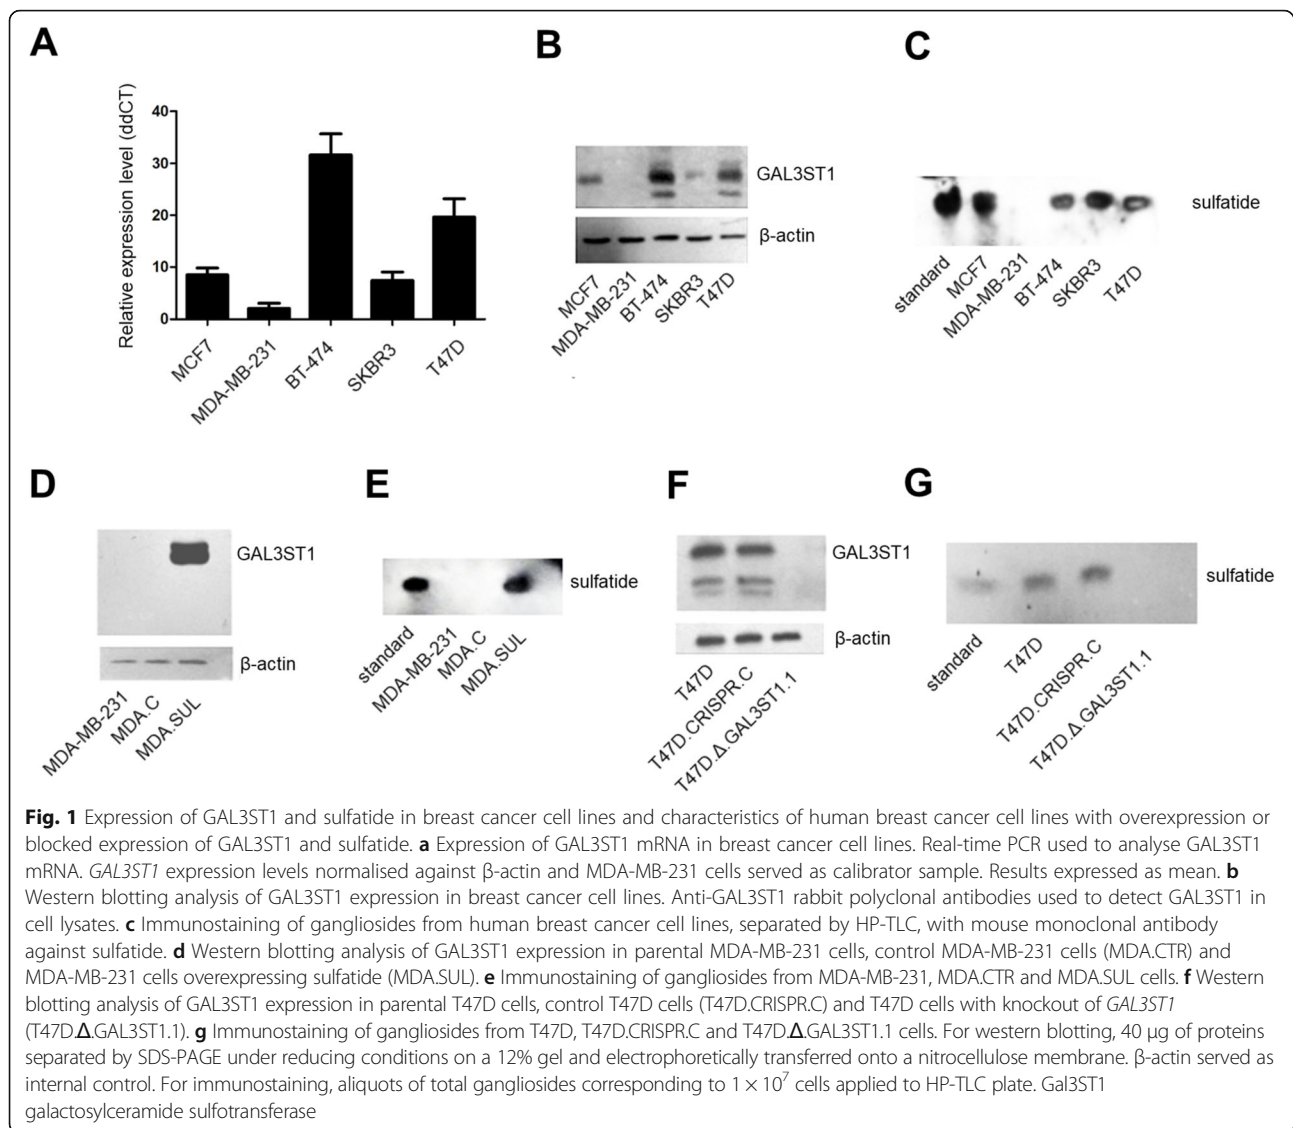 A
Relative expression level (ddCT)
40
30
20
10
0
MCF7
MDA-MB-231
BT-474
SKBR3
T47D
B
GAL3ST1
β-actin
MCF7
MDA-MB-231
BT-474
SKBR3
T47D
C
sulfatide
standard
MCF7
MDA-MB-231
BT-474
SKBR3
T47D
D
GAL3ST1
β-actin
MDA-MB-231
MDA.C
MDA.SUL
E
sulfatide
standard
MDA-MB-231
MDA.C
MDA.SUL
F
GAL3ST1
β-actin
T47D
T47D.CRISPR.C
T47D.Δ.GAL3ST1.1
G
sulfatide
standard
T47D
T47D.CRISPR.C
T47D.Δ.GAL3ST1.1
Fig. 1 Expression of GAL3ST1 and sulfatide in breast cancer cell lines and characteristics of human breast cancer cell lines with overexpression or
blocked expression of GAL3ST1 and sulfatide. a Expression of GAL3ST1 mRNA in breast cancer cell lines. Real-time PCR used to analyse GAL3ST1
mRNA. GAL3ST1 expression levels normalised against β-actin and MDA-MB-231 cells served as calibrator sample. Results expressed as mean. b
Western blotting analysis of GAL3ST1 expression in breast cancer cell lines. Anti-GAL3ST1 rabbit polyclonal antibodies used to detect GAL3ST1 in
cell lysates. c Immunostaining of gangliosides from human breast cancer cell lines, separated by HP-TLC, with mouse monoclonal antibody
against sulfatide. d Western blotting analysis of GAL3ST1 expression in parental MDA-MB-231 cells, control MDA-MB-231 cells (MDA.CTR) and
MDA-MB-231 cells overexpressing sulfatide (MDA.SUL). e Immunostaining of gangliosides from MDA-MB-231, MDA.CTR and MDA.SUL cells. f Western
blotting analysis of GAL3ST1 expression in parental T47D cells, control T47D cells (T47D.CRISPR.C) and T47D cells with knockout of GAL3ST1
(T47D.Δ.GAL3ST1.1). g Immunostaining of gangliosides from T47D, T47D.CRISPR.C and T47D.Δ.GAL3ST1.1 cells. For western blotting, 40 μg of proteins
separated by SDS-PAGE under reducing conditions on a 12% gel and electrophoretically transferred onto a nitrocellulose membrane. β-actin served as
internal control. For immunostaining, aliquots of total gangliosides corresponding to 1 × 10⁷ cells applied to HP-TLC plate. Gal3ST1
galactosylceramide sulfotransferase